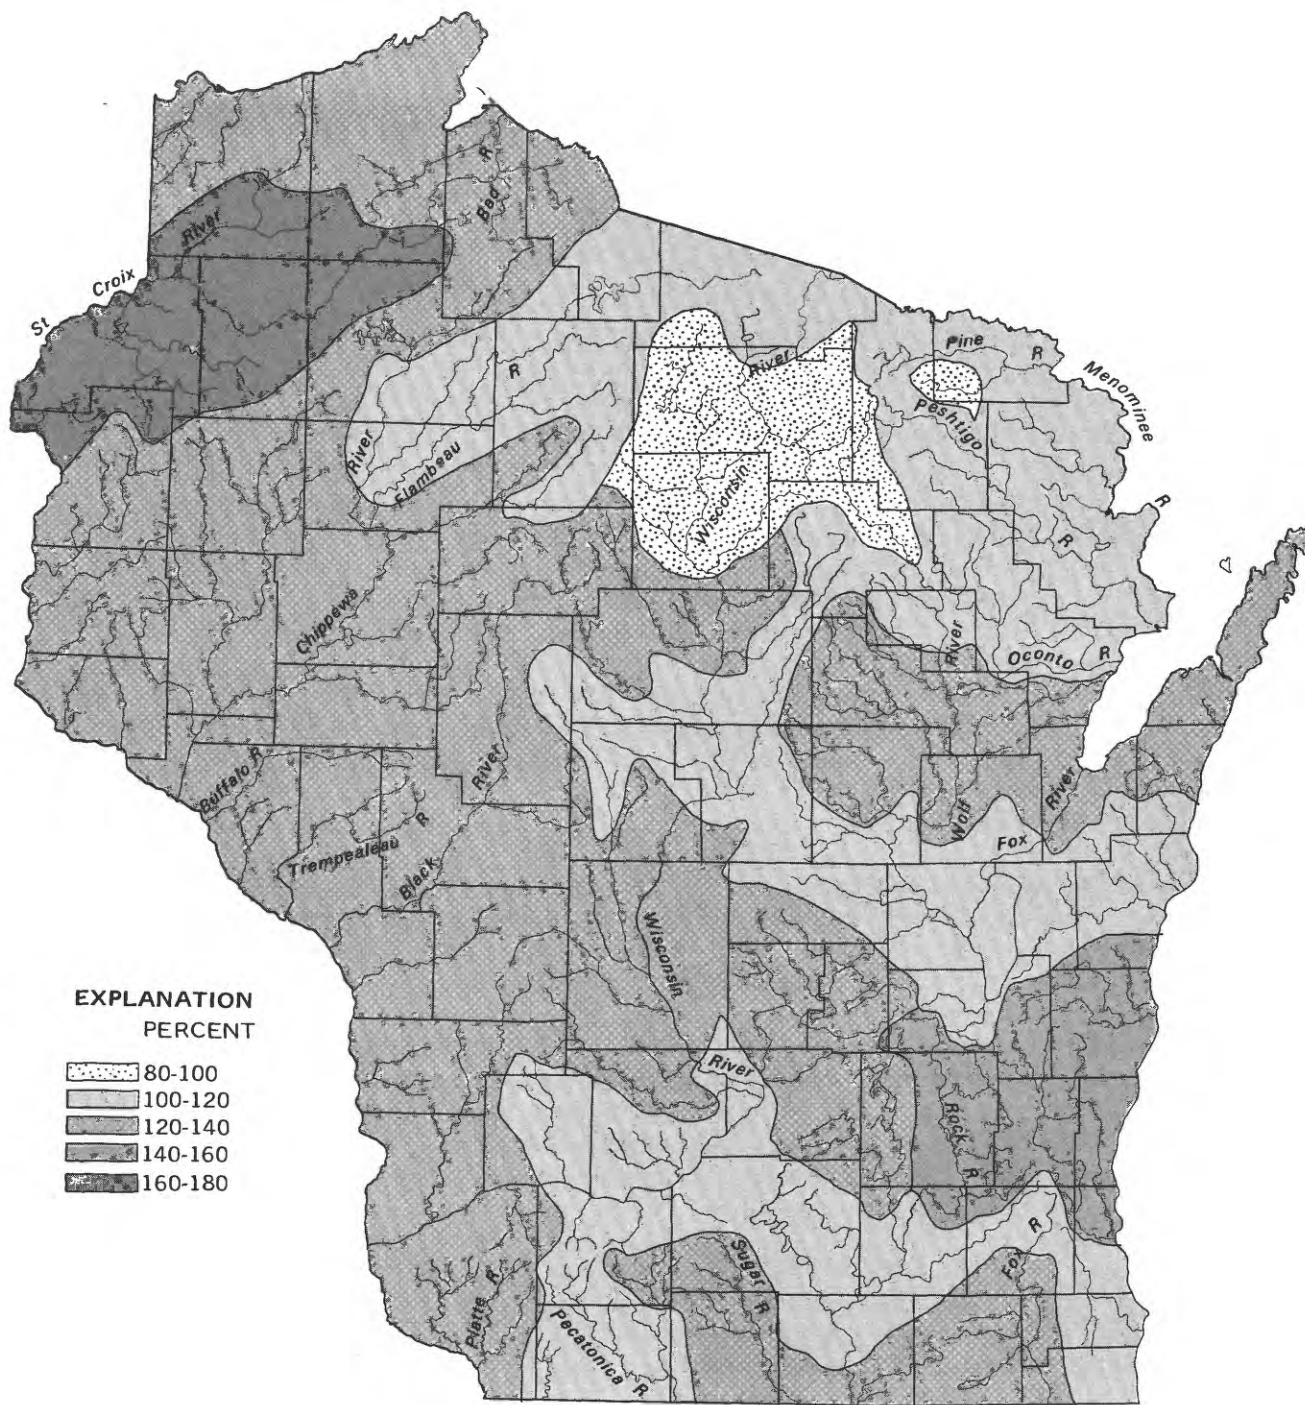 Bad R
River
St Croix
Pine R
Menominee R
River
R
Peshtigo R
River
Flambeau
Wisconsin
Chippewa
River
Oconto R
Buffalo R
River
River
Wolf
Trempealeau
R
Fox
Black
Wisconsin
EXPLANATION
PERCENT
80-100
100-120
120-140
140-160
160-180
River
Rock R
R
Sugar R
Fox
Platte R
Pecatonica R